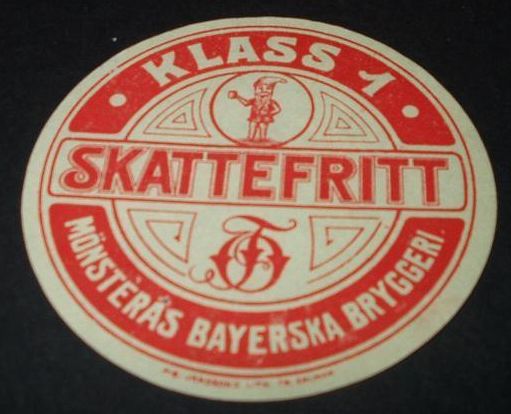 KLASS 1
SKATTEFRITT
MÖNSTERÅS BAYERSKA BRYGGERI